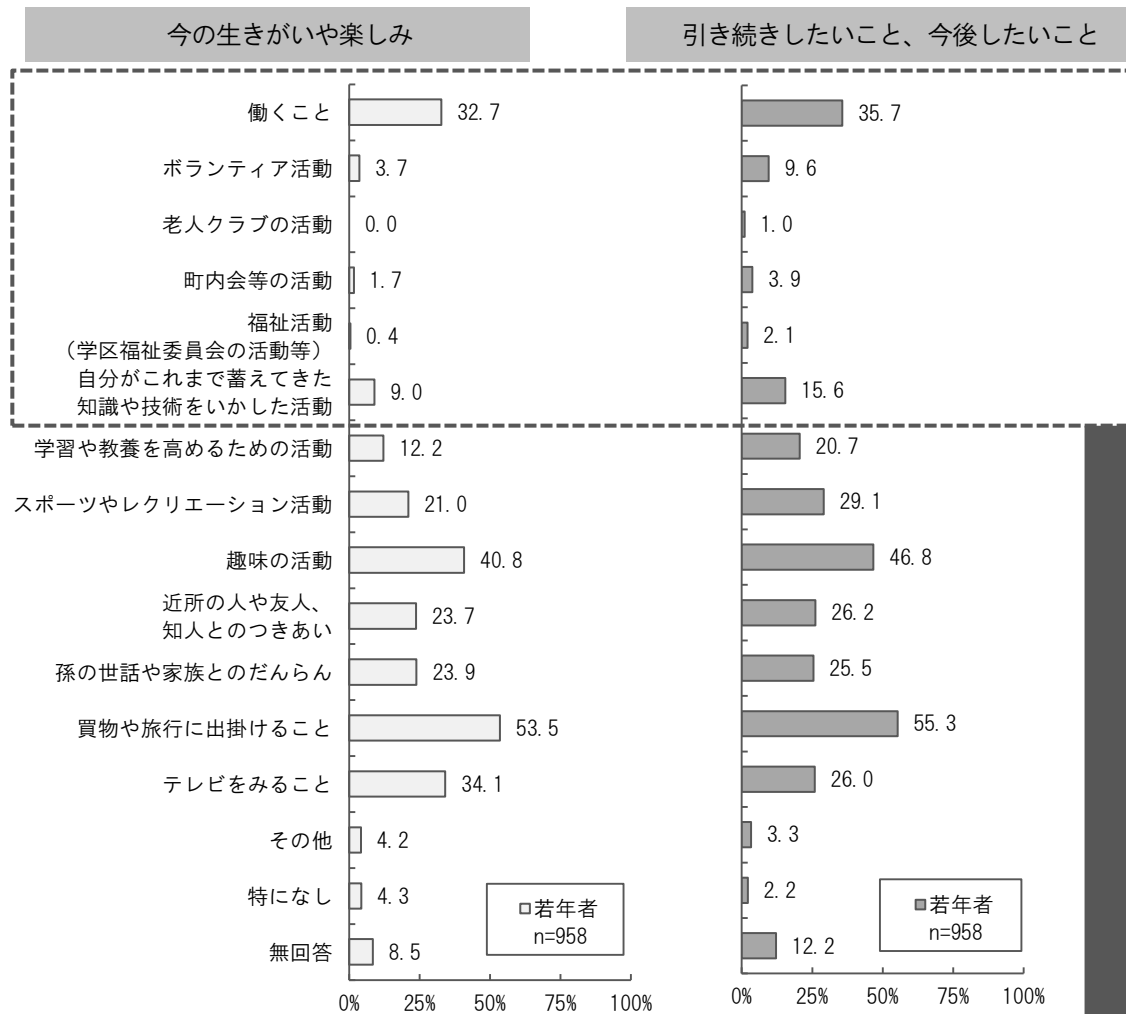 今の生きがいや楽しみ
引き続きしたいこと、今後したいこと
働くこと 32.7 35.7
ボランティア活動 3.7 9.6
老人クラブの活動 0.0 1.0
町内会等の活動 1.7 3.9
福祉活動
（学区福祉委員会の活動等） 0.4 2.1
自分がこれまで蓄えてきた
知識や技術をいかした活動 9.0 15.6
学習や教養を高めるための活動 12.2 20.7
スポーツやレクリエーション活動 21.0 29.1
趣味の活動 40.8 46.8
近所の人や友人、
知人とのつきあい 23.7 26.2
孫の世話や家族とのだんらん 23.9 25.5
買物や旅行に出掛けること 53.5 55.3
テレビをみること 34.1 26.0
その他 4.2 3.3
特になし 4.3 2.2
無回答 8.5 12.2
若年者
n=958
若年者
n=958
0% 25% 50% 75% 100%
0% 25% 50% 75% 100%